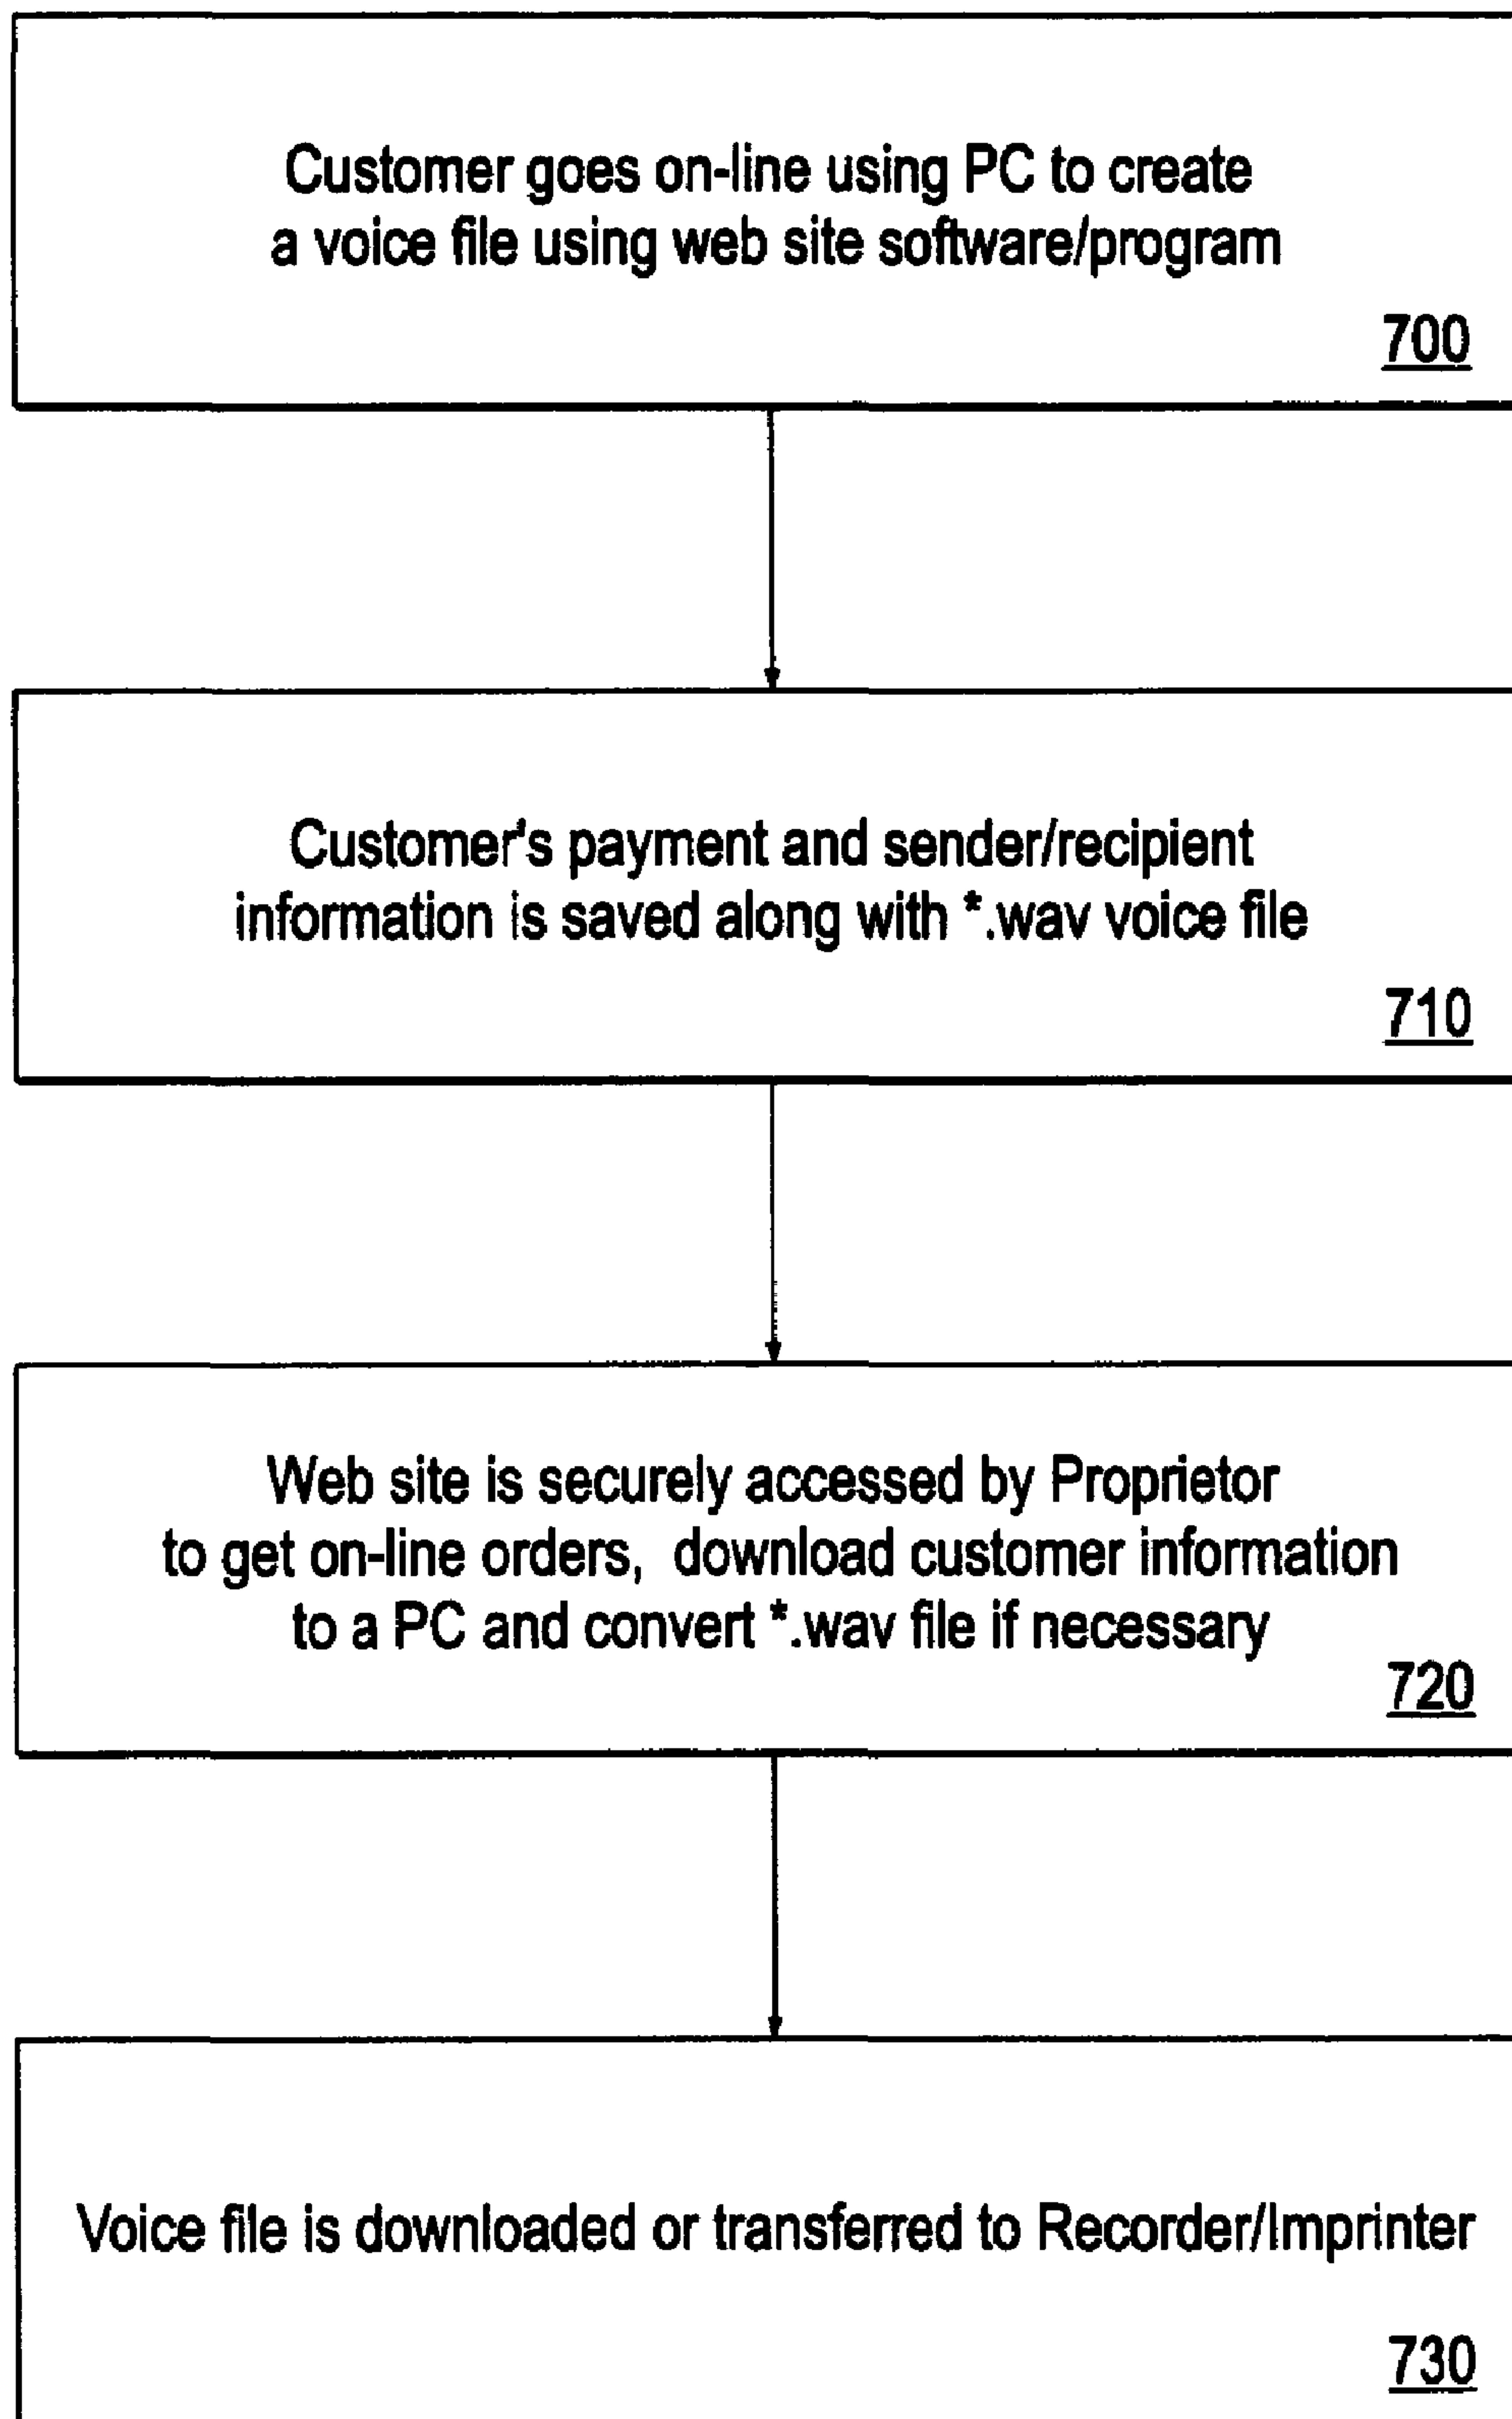 Customer goes on-line using PC to create
a voice file using web site software/program
700
Customer's payment and sender/recipient
information is saved along with *.wav voice file
710
Web site is securely accessed by Proprietor
to get on-line orders, download customer information
to a PC and convert *.wav file if necessary
720
Voice file is downloaded or transferred to Recorder/Imprinter
730